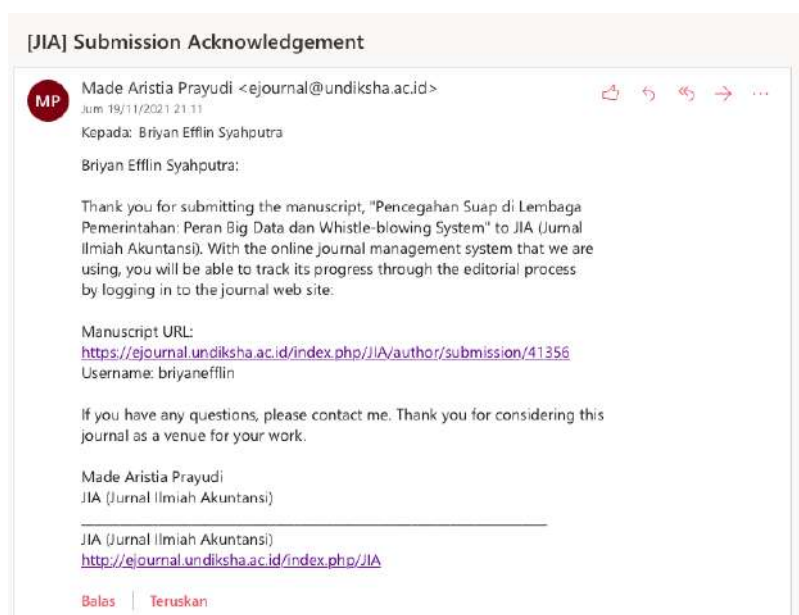 [JIA] Submission Acknowledgement
MP
Made Aristia Prayudi <ejournal@undiksha.ac.id>
Jum 19/11/2021 21.11
Kepada: Briyan Efflin Syahputra
Briyan Efflin Syahputra:
Thank you for submitting the manuscript, "Pencegahan Suap di Lembaga
Pemerintahan: Peran Big Data dan Whistle-blowing System" to JIA (Jurnal
Ilmiah Akuntansi). With the online journal management system that we are
using, you will be able to track its progress through the editorial process
by logging in to the journal web site:
Manuscript URL:
https://ejournal.undiksha.ac.id/index.php/JIA/author/submission/41356
Username: briyanefflin
If you have any questions, please contact me. Thank you for considering this
journal as a venue for your work.
Made Aristia Prayudi
JIA (Jurnal Ilmiah Akuntansi)
JIA (Jurnal Ilmiah Akuntansi)
http://ejournal.undiksha.ac.id/index.php/JIA
Balas | Teruskan